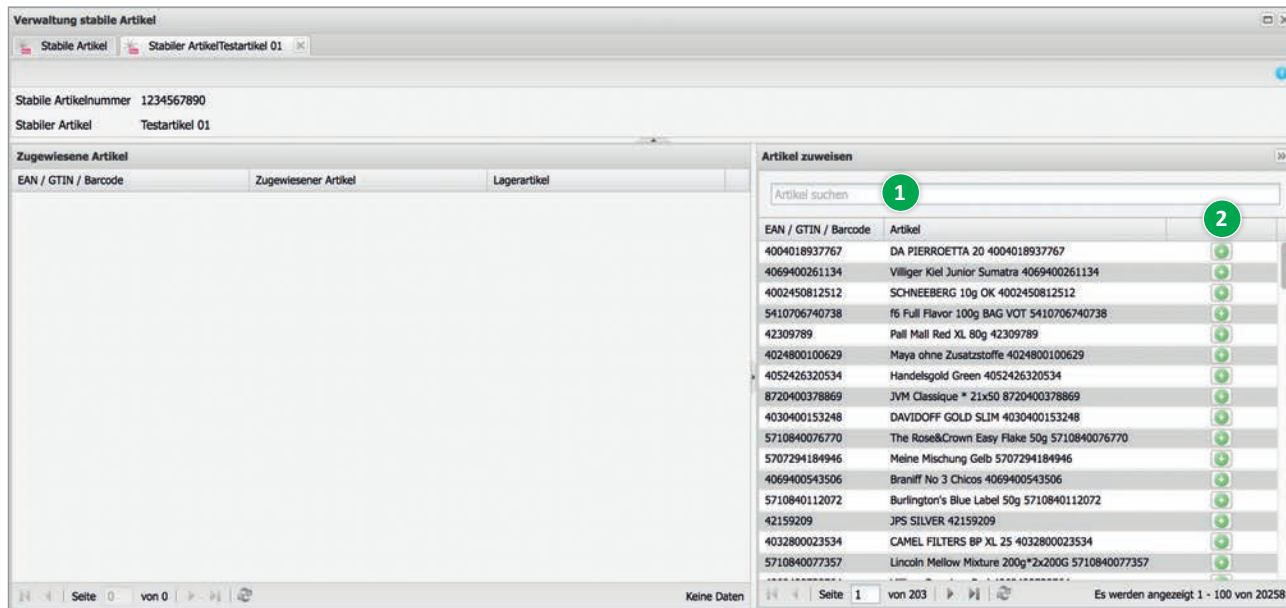 Verwaltung stabile Artikel
Stabile Artikel Stabiler ArtikelTestartikel 01
Stabile Artikelnummer 1234567890
Stabiler Artikel Testartikel 01
Zugewiesene Artikel
EAN / GTIN / Barcode Zugewiesener Artikel Lagerartikel
Seite 0 von 0 Keine Daten
Artikel zuweisen
Artikel suchen 1
2
EAN / GTIN / Barcode Artikel
4004018937767 DA PIERROETTA 20 4004018937767
4069400261134 Villiger Kiel Junior Sumatra 4069400261134
4002450812512 SCHNEEBERG 10g OK 4002450812512
5410706740738 f6 Full Flavor 100g BAG VOT 5410706740738
42309789 Pall Mall Red XL 80g 42309789
4024800100629 Maya ohne Zusatzstoffe 4024800100629
4052426320534 Handelsgold Green 4052426320534
8720400378869 JVM Classique * 21x50 8720400378869
4030400153248 DAVIDOFF GOLD SLIM 4030400153248
5710840076770 The Rose&Crown Easy Flake 50g 5710840076770
5707294184946 Meine Mischung Gelb 5707294184946
4069400543506 Braniff No 3 Chicos 4069400543506
5710840112072 Burlington's Blue Label 50g 5710840112072
42159209 JPS SILVER 42159209
4032800023534 CAMEL FILTERS BP XL 25 4032800023534
5710840077357 Lincoln Mellow Mixture 200g*2x200G 5710840077357
Seite 1 von 203 Es werden angezeigt 1 - 100 von 20258